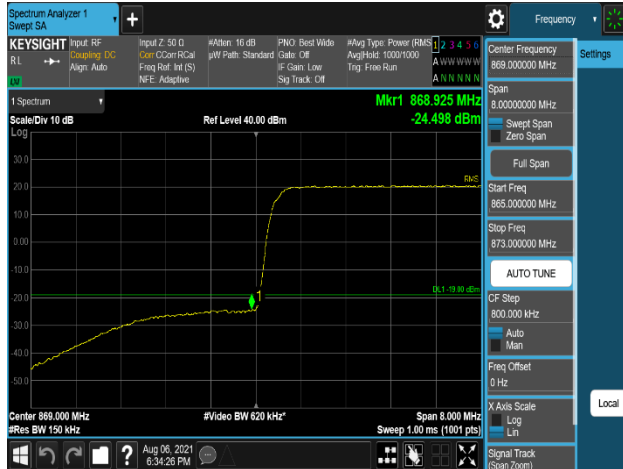 Spectrum Analyzer 1
Swept SA
Frequency
KEYSIGHT
R L
LXI
Input: RF
Coupling: DC
Align: Auto
Input Z: 50 Ω
Corr CCorr RCal
Freq Ref: Int (S)
NFE: Adaptive
#Atten: 16 dB
µW Path: Standard
PNO: Best Wide
Gate: Off
IF Gain: Low
Sig Track: Off
#Avg Type: Power (RMS
Avg|Hold: 1000/1000
Trig: Free Run
1 2 3 4 5 6
A W W W W W
A N N N N N
1 Spectrum
Scale/Div 10 dB
Log
Ref Level 40.00 dBm
Mkr1 868.925 MHz
-24.498 dBm
30.0
20.0
10.0
0.00
-10.0
-20.0
-30.0
-40.0
-50.0
RMS
DL1 -19.00 dBm
1
Center 869.000 MHz
#Res BW 150 kHz
#Video BW 620 kHz*
Span 8.000 MHz
Sweep 1.00 ms (1001 pts)
Aug 06, 2021
6:34:26 PM
?
Center Frequency
869.000000 MHz
Span
8.00000000 MHz
Swept Span
Zero Span
Full Span
Start Freq
865.000000 MHz
Stop Freq
873.000000 MHz
AUTO TUNE
CF Step
800.000 kHz
Auto
Man
Freq Offset
0 Hz
X Axis Scale
Log
Lin
Signal Track
(Span Zoom)
Settings
Local